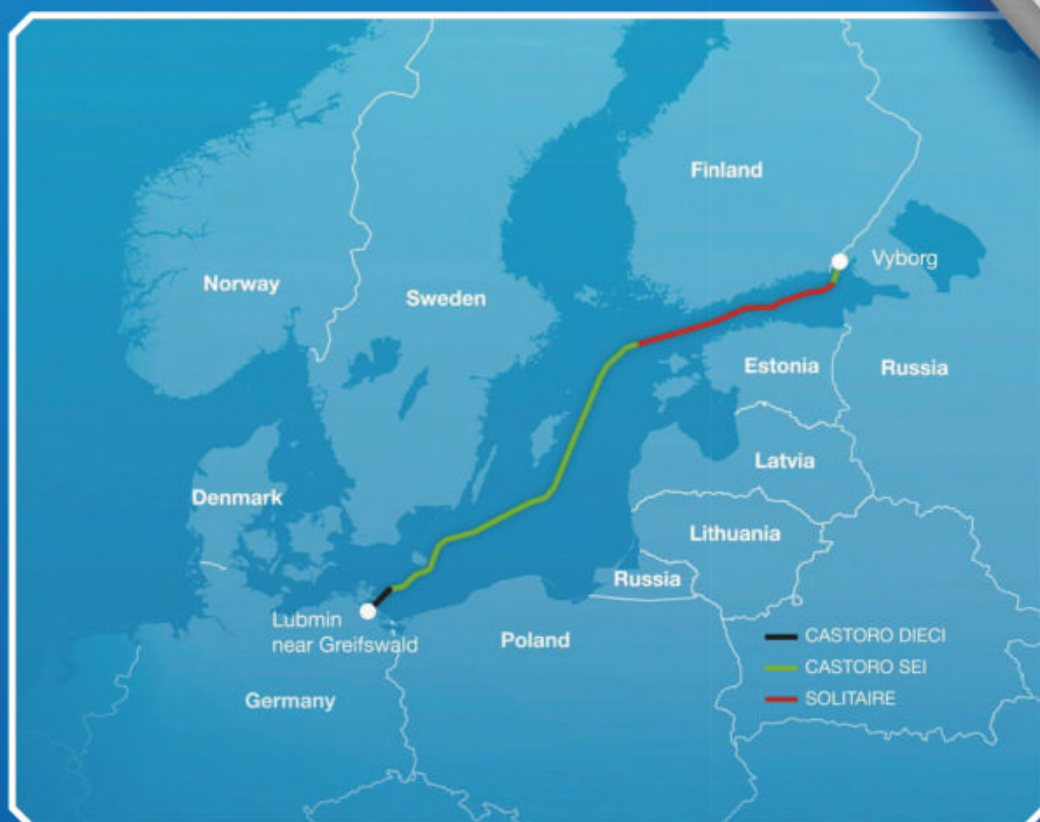 Finland
Vyborg
Norway
Sweden
Estonia
Russia
Latvia
Denmark
Lithuania
Russia
Lubmin
near Greifswald
Poland
CASTORO DIECI
CASTORO SEI
Germany
SOLITAIRE